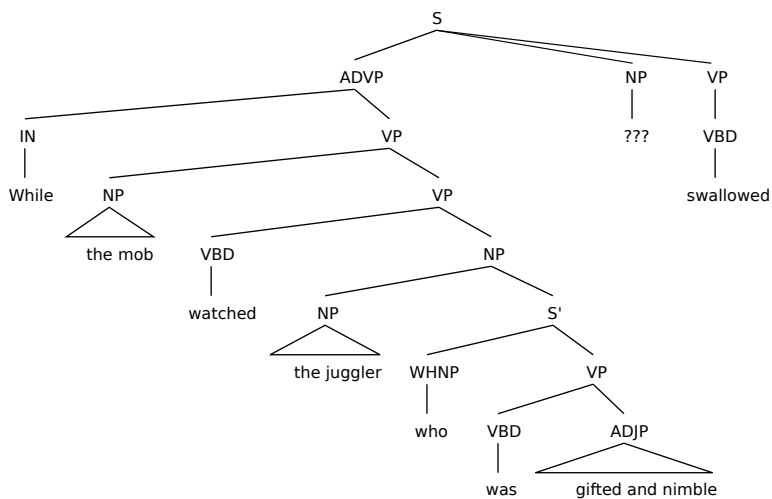 S
ADVP NP VP
IN VP ??? VBD
While NP VP swallowed
the mob VBD NP
watched NP S'
the juggler WHNP VP
who VBD ADJP
was gifted and nimble